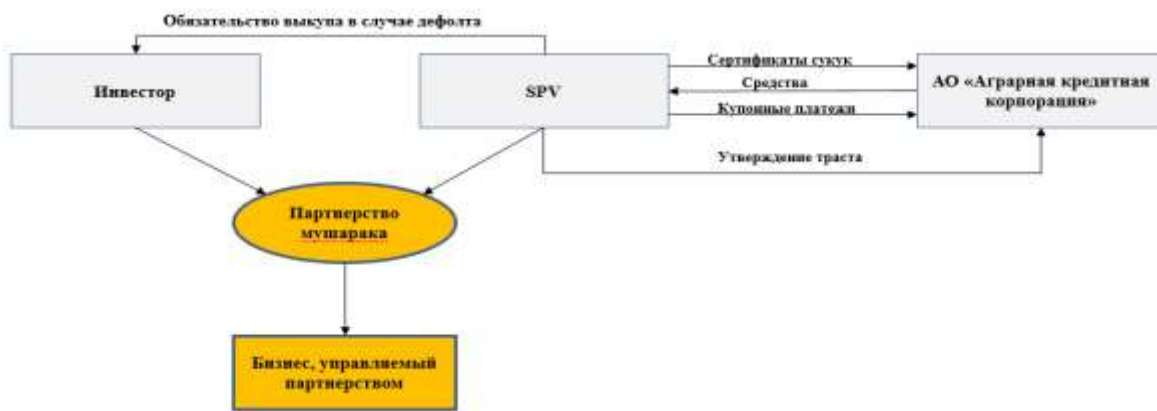 Обязательство выкупа в случае дефолта
Инвестор
SPV
Сертификаты сукук
Средства
Купонные платежи
АО «Аграрная кредитная
корпорация»
Утверждение траста
Партнерство
мушарака
Бизнес, управляемый
партнерством